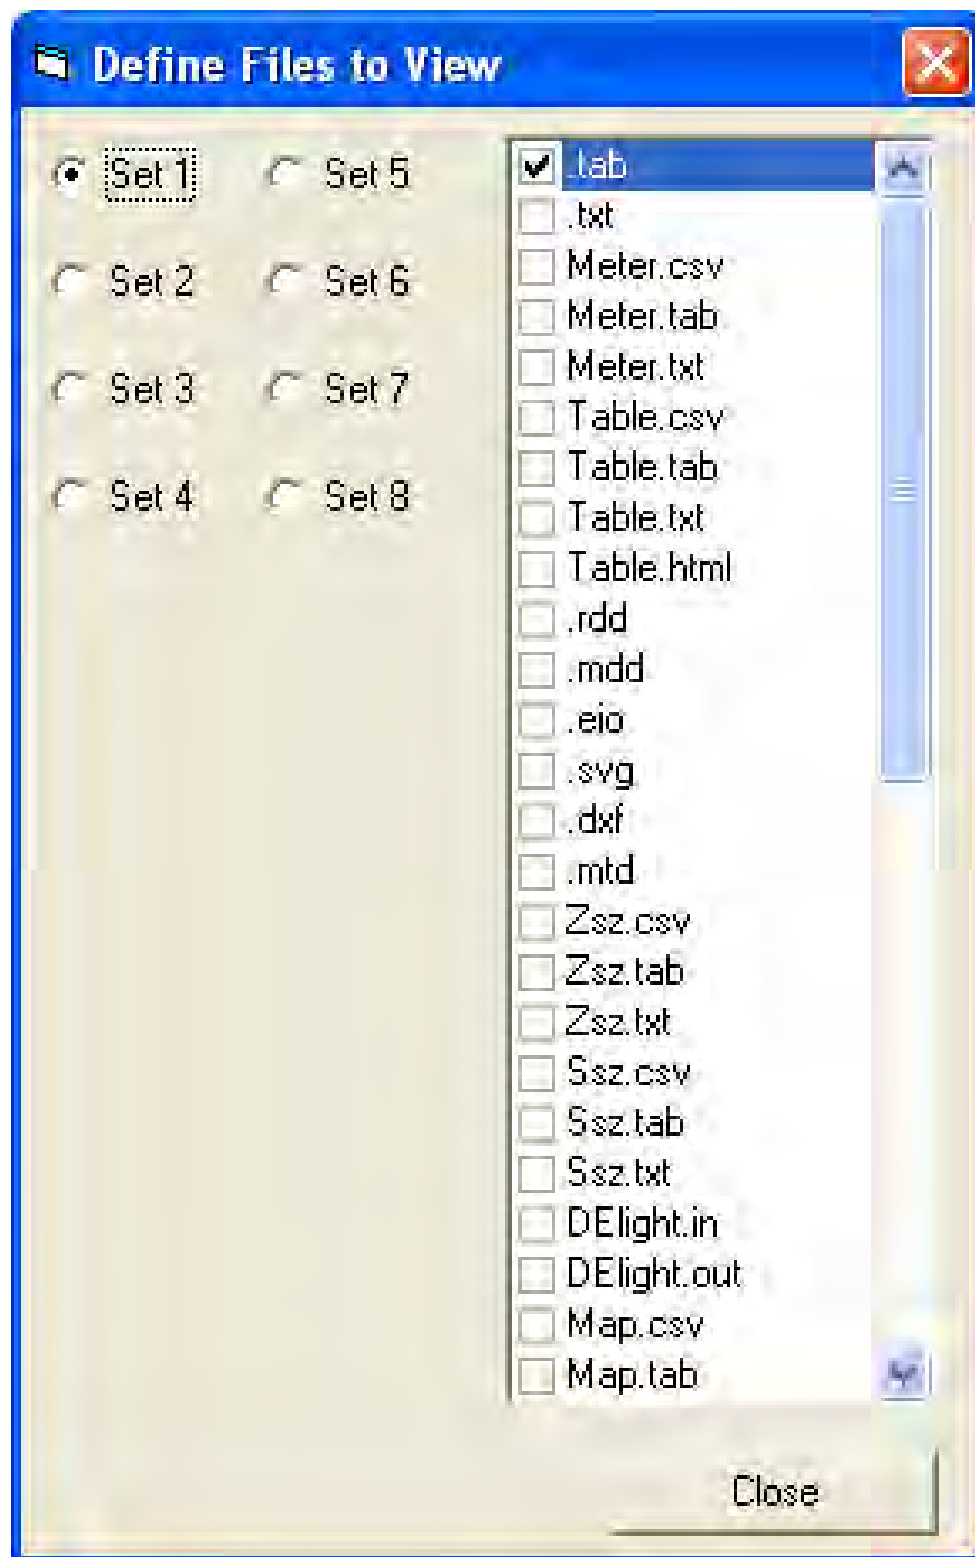 Define Files to View
Set 1
Set 5
Set 2
Set 6
Set 3
Set 7
Set 4
Set 8
.tab
.txt
Meter.csv
Meter.tab
Meter.txt
Table.csv
Table.tab
Table.txt
Table.html
.rdd
.mdd
.eio
.svg
.dxf
.mtd
Zsz.csv
Zsz.tab
Zsz.txt
Ssz.csv
Ssz.tab
Ssz.txt
DElight.in
DElight.out
Map.csv
Map.tab
Close